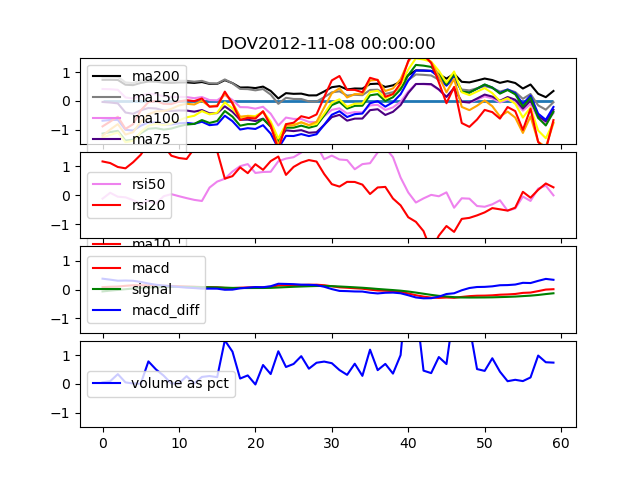 DOV2012-11-08 00:00:00
1
0
−1
ma200
ma150
ma100
ma75
1
0
−1
rsi50
rsi20
ma10
1
0
−1
macd
signal
macd_diff
1
0
−1
volume as pct
0 10 20 30 40 50 60